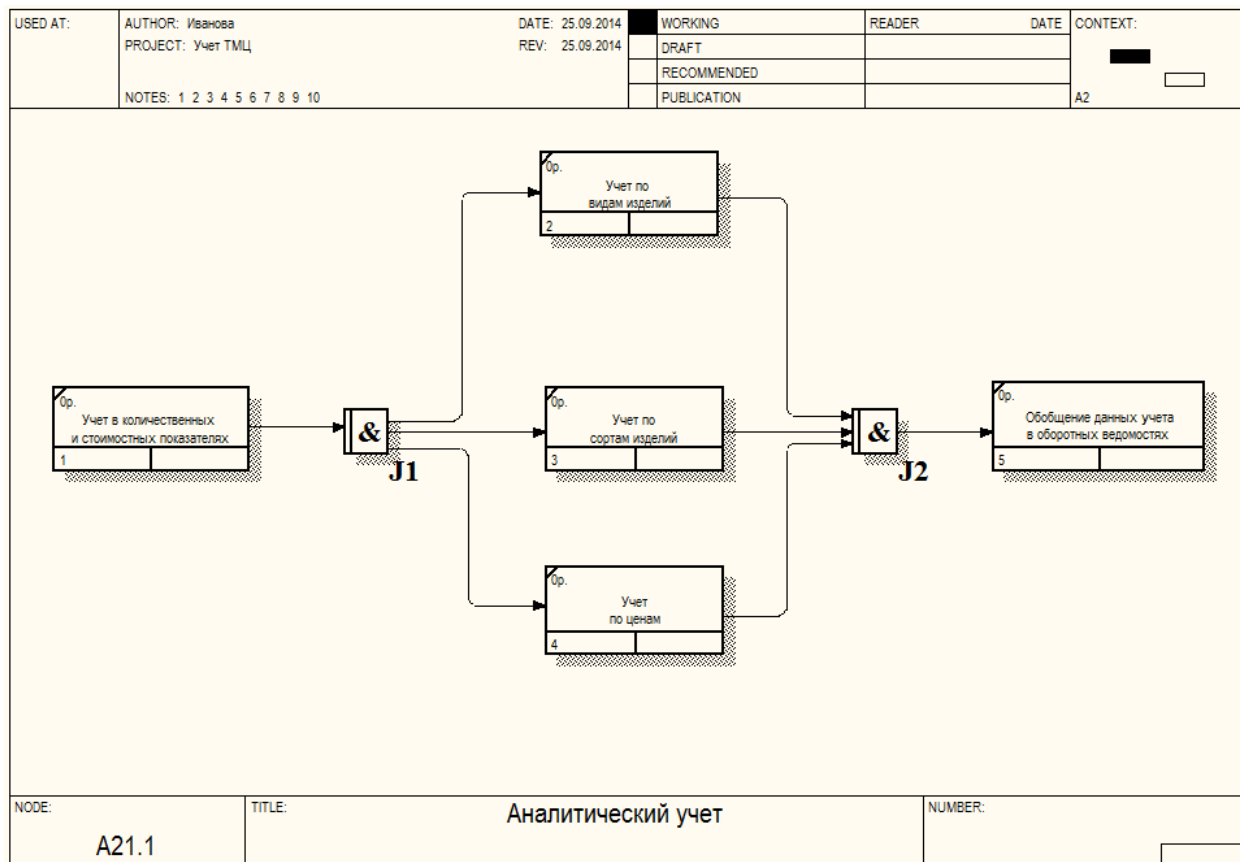 USED AT:
AUTHOR: Иванова
DATE: 25.09.2014
PROJECT: Учет ТМЦ
REV: 25.09.2014
NOTES: 1 2 3 4 5 6 7 8 9 10
WORKING
DRAFT
RECOMMENDED
PUBLICATION
READER DATE
CONTEXT:
A2
0р.
Учет по
видам изделий
2
0р.
Учет в количественных
и стоимостных показателях
1
&
J1
0р.
Учет по
сортам изделий
3
&
J2
0р.
Обобщение данных учета
в оборотных ведомостях
5
0р.
Учет
по ценам
4
NODE:
A21.1
TITLE:
Аналитический учет
NUMBER: